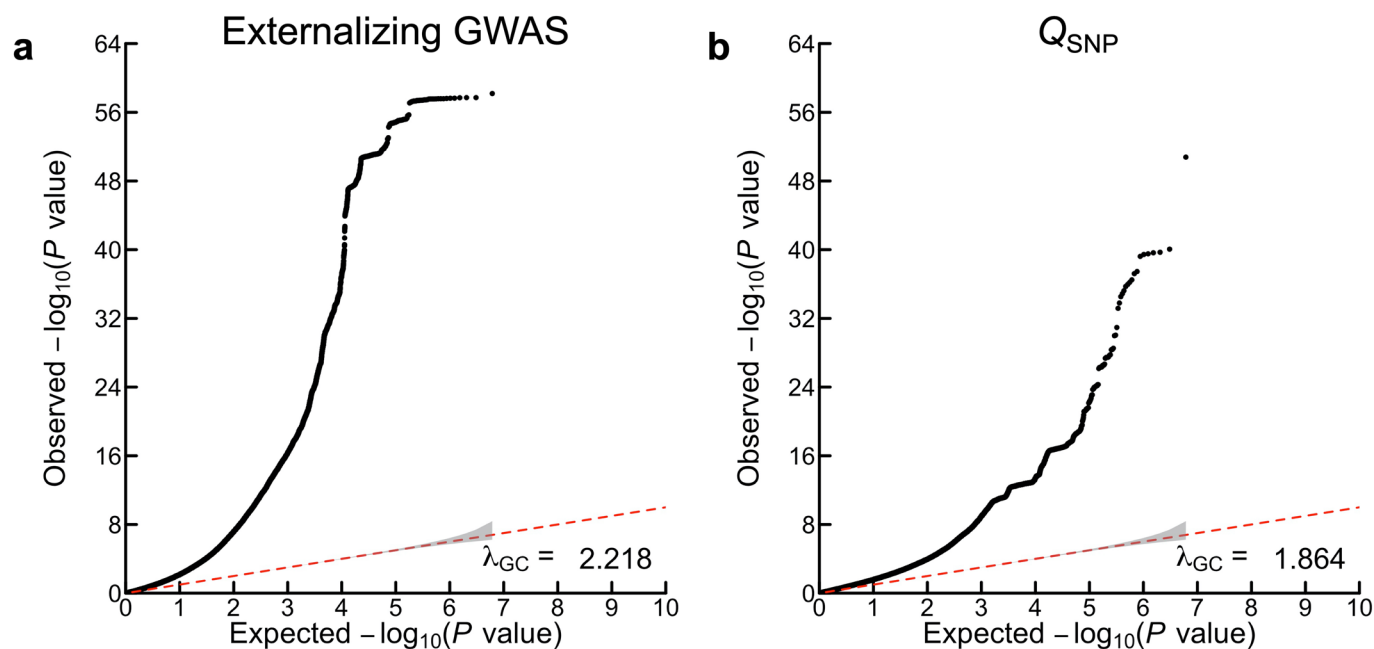 a
Externalizing GWAS
64
56
48
40
32
24
16
8
0
Observed −log10(P value)
λGC = 2.218
0 1 2 3 4 5 6 7 8 9 10
Expected −log10(P value)
b
QSNP
64
56
48
40
32
24
16
8
0
Observed −log10(P value)
λGC = 1.864
0 1 2 3 4 5 6 7 8 9 10
Expected −log10(P value)